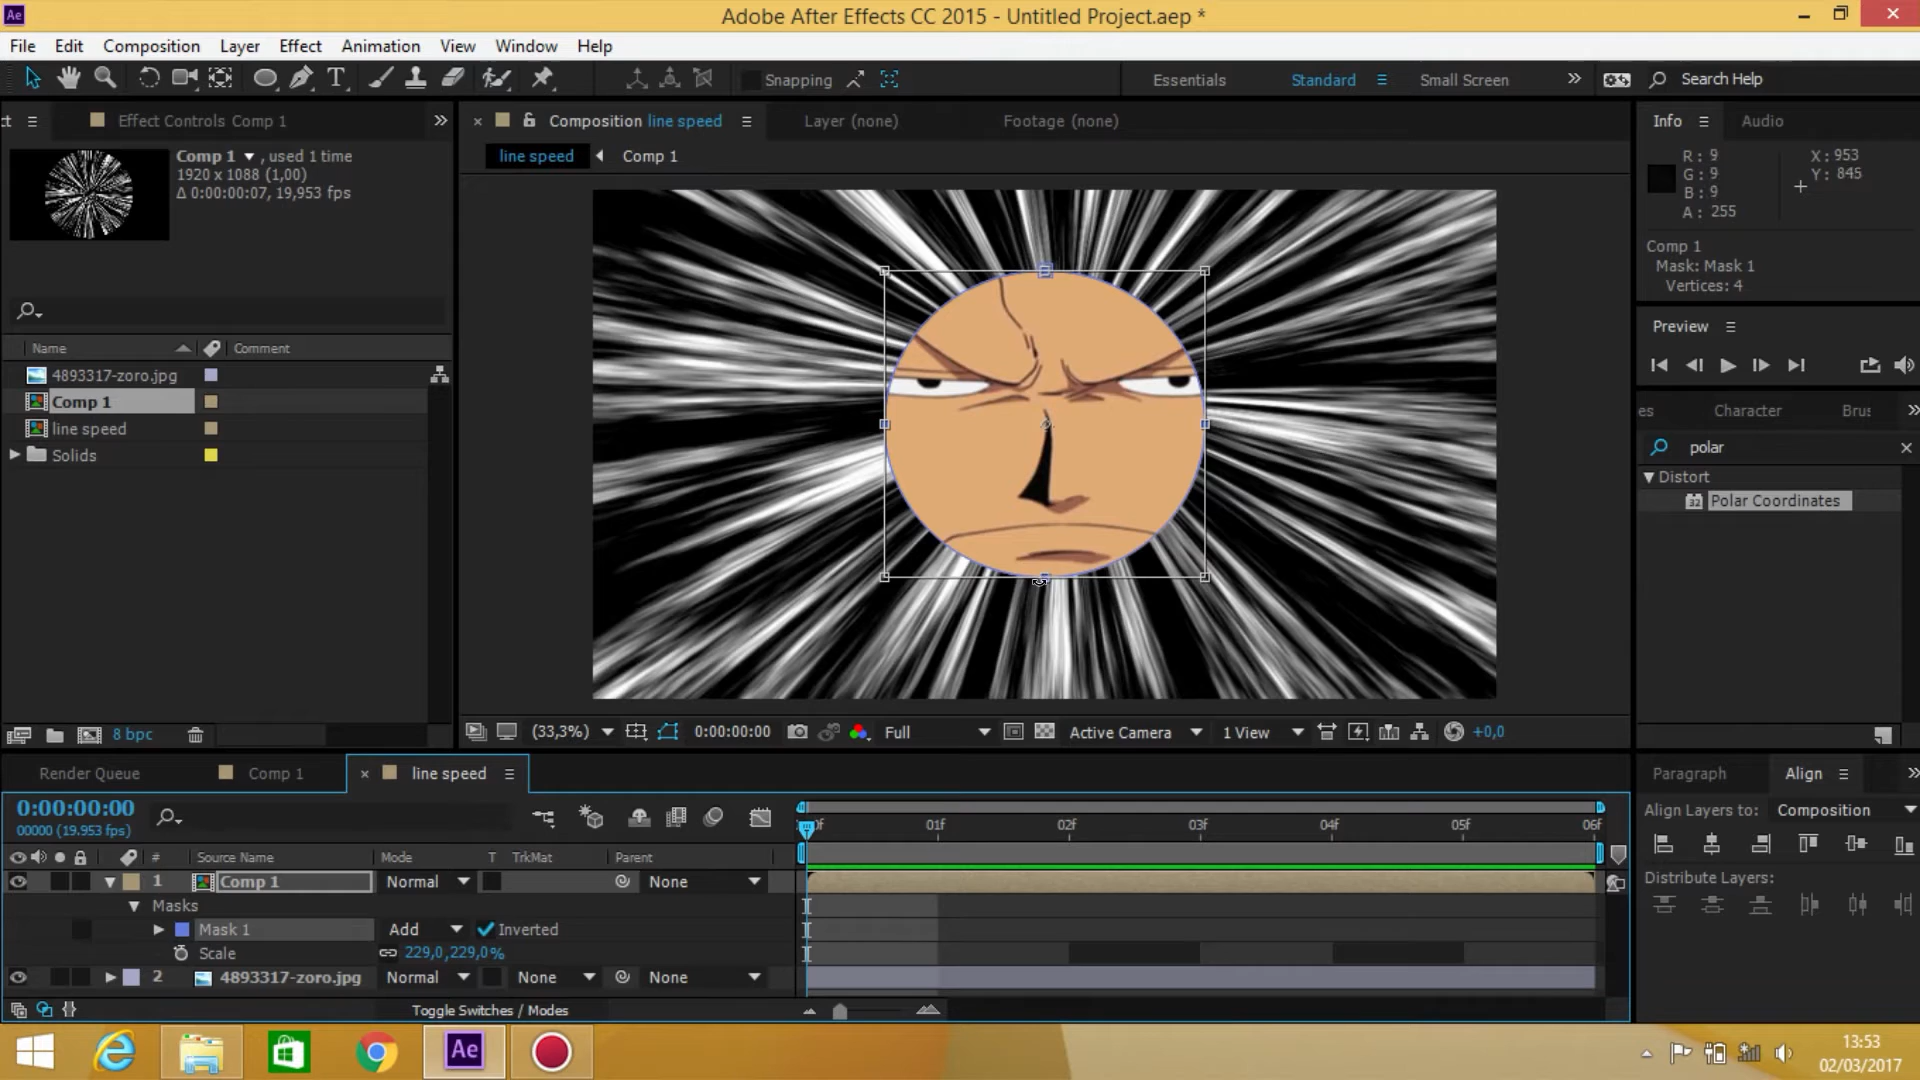 Ae
Adobe After Effects CC 2015 - Untitled Project.aep *
File Edit Composition Layer Effect Animation View Window Help
T Snapping Essentials Standard Small Screen Search Help
ct Effect Controls Comp 1
Composition line speed Layer (none) Footage (none)
line speed Comp 1
Comp 1 , used 1 time
1920 x 1088 (1,00)
Δ 0:00:00:07, 19,953 fps
Name Comment
4893317-zoro.jpg
Comp 1
line speed
Solids
8 bpc
(33,3%) 0:00:00:00 Full Active Camera 1 View +0,0
Info Audio
R: 9 X: 953
G: 9 Y: 845
B: 9
A: 255
Comp 1
Mask: Mask 1
Vertices: 4
Preview
es Character Brus
polar
Distort
32 Polar Coordinates
Render Queue Comp 1 line speed
0:00:00:00
00000 (19.953 fps)
01f 02f 03f 04f 05f 06f
# Source Name Mode T TrkMat Parent
1 Comp 1 Normal None
Masks
Mask 1 Add Inverted
Scale 229,0,229,0%
2 4893317-zoro.jpg Normal None None
Toggle Switches / Modes
Paragraph Align
Align Layers to: Composition
Distribute Layers:
Ae
13:53
02/03/2017